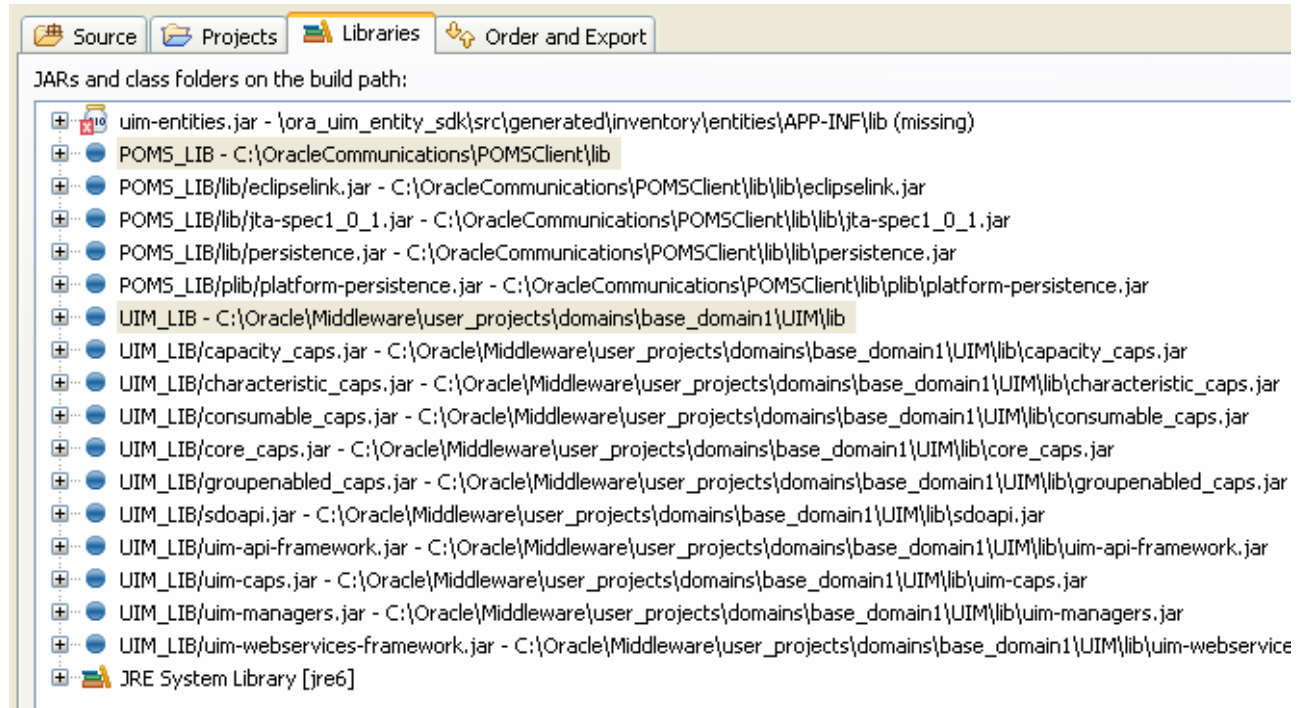 Source Projects Libraries Order and Export
JARs and class folders on the build path:
uim-entities.jar - \ora_uim_entity_sdk\src\generated\inventory\entities\APP-INF\lib (missing)
POMS_LIB - C:\OracleCommunications\POMSClient\lib
POMS_LIB/lib/eclipselink.jar - C:\OracleCommunications\POMSClient\lib\lib\eclipselink.jar
POMS_LIB/lib/jta-spec1_0_1.jar - C:\OracleCommunications\POMSClient\lib\lib\jta-spec1_0_1.jar
POMS_LIB/lib/persistence.jar - C:\OracleCommunications\POMSClient\lib\lib\persistence.jar
POMS_LIB/plib/platform-persistence.jar - C:\OracleCommunications\POMSClient\lib\plib\platform-persistence.jar
UIM_LIB - C:\Oracle\Middleware\user_projects\domains\base_domain1\UIM\lib
UIM_LIB/capacity_caps.jar - C:\Oracle\Middleware\user_projects\domains\base_domain1\UIM\lib\capacity_caps.jar
UIM_LIB/characteristic_caps.jar - C:\Oracle\Middleware\user_projects\domains\base_domain1\UIM\lib\characteristic_caps.jar
UIM_LIB/consumable_caps.jar - C:\Oracle\Middleware\user_projects\domains\base_domain1\UIM\lib\consumable_caps.jar
UIM_LIB/core_caps.jar - C:\Oracle\Middleware\user_projects\domains\base_domain1\UIM\lib\core_caps.jar
UIM_LIB/groupenabled_caps.jar - C:\Oracle\Middleware\user_projects\domains\base_domain1\UIM\lib\groupenabled_caps.jar
UIM_LIB/sdoapi.jar - C:\Oracle\Middleware\user_projects\domains\base_domain1\UIM\lib\sdoapi.jar
UIM_LIB/uim-api-framework.jar - C:\Oracle\Middleware\user_projects\domains\base_domain1\UIM\lib\uim-api-framework.jar
UIM_LIB/uim-caps.jar - C:\Oracle\Middleware\user_projects\domains\base_domain1\UIM\lib\uim-caps.jar
UIM_LIB/uim-managers.jar - C:\Oracle\Middleware\user_projects\domains\base_domain1\UIM\lib\uim-managers.jar
UIM_LIB/uim-webservices-framework.jar - C:\Oracle\Middleware\user_projects\domains\base_domain1\UIM\lib\uim-webservice
JRE System Library [jre6]